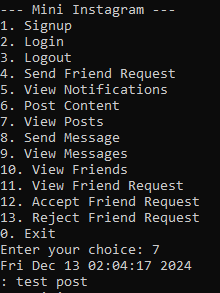 --- Mini Instagram ---
1. Signup
2. Login
3. Logout
4. Send Friend Request
5. View Notifications
6. Post Content
7. View Posts
8. Send Message
9. View Messages
10. View Friends
11. View Friend Request
12. Accept Friend Request
13. Reject Friend Request
0. Exit
Enter your choice: 7
Fri Dec 13 02:04:17 2024
: test post